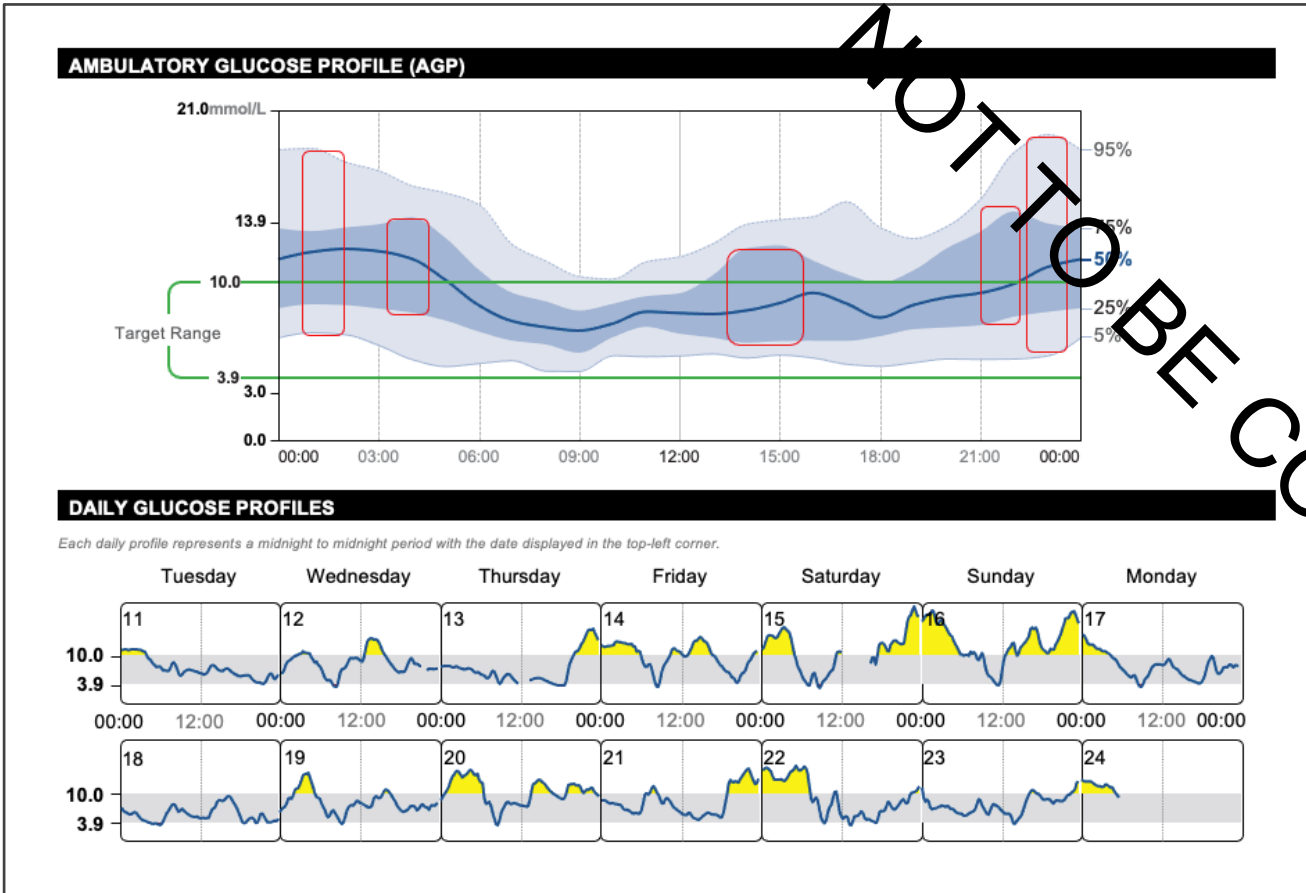 AMBULATORY GLUCOSE PROFILE (AGP)
21.0mmol/L
95%
13.9
75%
50%
10.0
25%
Target Range
5%
3.9
3.0
0.0
00:00 03:00 06:00 09:00 12:00 15:00 18:00 21:00 00:00
NOT TO BE CO
DAILY GLUCOSE PROFILES
Each daily profile represents a midnight to midnight period with the date displayed in the top-left corner.
Tuesday Wednesday Thursday Friday Saturday Sunday Monday
11 12 13 14 15 16 17
10.0
3.9
00:00 12:00 00:00 12:00 00:00 12:00 00:00 12:00 00:00 12:00 00:00 12:00 00:00 12:00 00:00
18 19 20 21 22 23 24
10.0
3.9